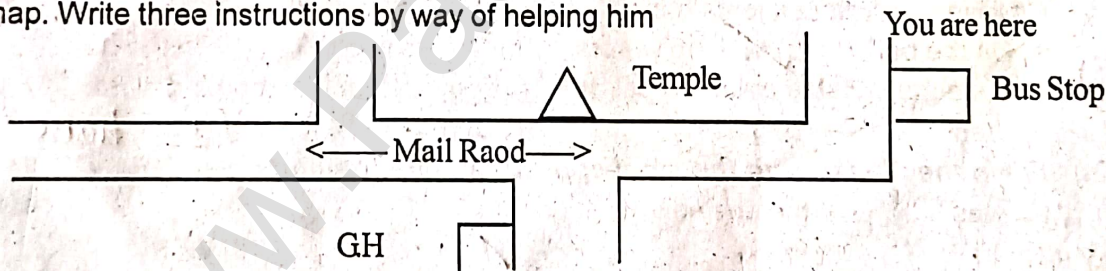 map. Write three instructions by way of helping him
You are here
Temple
Bus Stop
Mail Raod
GH